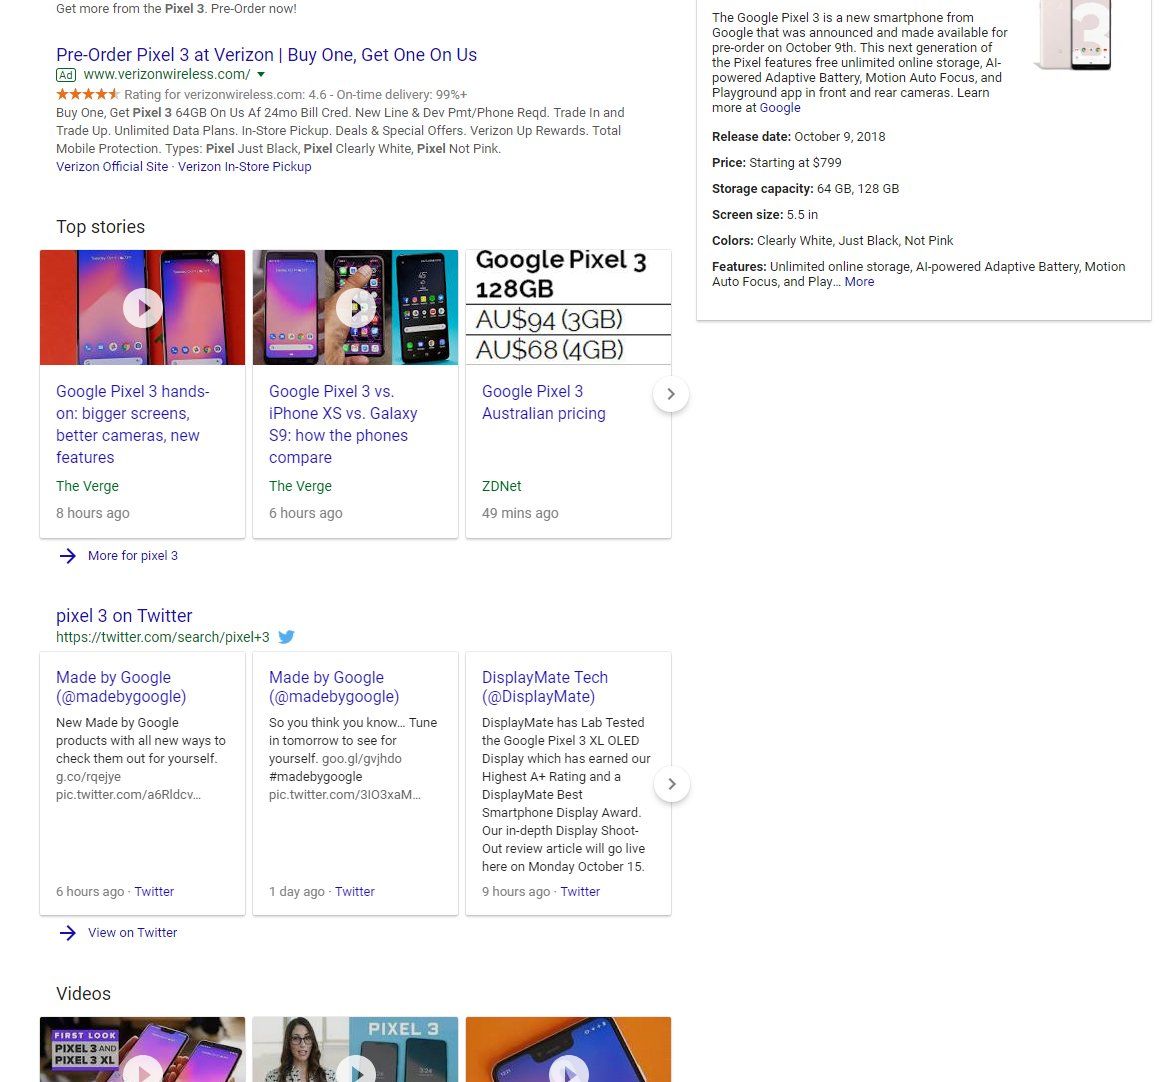 Get more from the Pixel 3. Pre-Order now!
Pre-Order Pixel 3 at Verizon | Buy One, Get One On Us
Ad www.verizonwireless.com/
Rating for verizonwireless.com: 4.6 - On-time delivery: 99%+
Buy One, Get Pixel 3 64GB On Us Af 24mo Bill Cred. New Line & Dev Pmt/Phone Reqd. Trade In and
Trade Up. Unlimited Data Plans. In-Store Pickup. Deals & Special Offers. Verizon Up Rewards. Total
Mobile Protection. Types: Pixel Just Black, Pixel Clearly White, Pixel Not Pink.
Verizon Official Site · Verizon In-Store Pickup
Top stories
Google Pixel 3
128GB
AU$94 (3GB)
AU$68 (4GB)
Google Pixel 3 hands-
on: bigger screens,
better cameras, new
features
The Verge
8 hours ago
Google Pixel 3 vs.
iPhone XS vs. Galaxy
S9: how the phones
compare
The Verge
6 hours ago
Google Pixel 3
Australian pricing
ZDNet
49 mins ago
More for pixel 3
pixel 3 on Twitter
https://twitter.com/search/pixel+3
Made by Google
(@madebygoogle)
New Made by Google
products with all new ways to
check them out for yourself.
g.co/rqejye
pic.twitter.com/a6Rldcv...
6 hours ago · Twitter
Made by Google
(@madebygoogle)
So you think you know... Tune
in tomorrow to see for
yourself. goo.gl/gvjhdo
#madebygoogle
pic.twitter.com/3IO3xaM...
1 day ago · Twitter
DisplayMate Tech
(@DisplayMate)
DisplayMate has Lab Tested
the Google Pixel 3 XL OLED
Display which has earned our
Highest A+ Rating and a
DisplayMate Best
Smartphone Display Award.
Our in-depth Display Shoot-
Out review article will go live
here on Monday October 15.
9 hours ago · Twitter
View on Twitter
Videos
FIRST LOOK
PIXEL 3 AND
PIXEL 3 XL
PIXEL 3
The Google Pixel 3 is a new smartphone from
Google that was announced and made available for
pre-order on October 9th. This next generation of
the Pixel features free unlimited online storage, AI-
powered Adaptive Battery, Motion Auto Focus, and
Playground app in front and rear cameras. Learn
more at Google
3
Release date: October 9, 2018
Price: Starting at $799
Storage capacity: 64 GB, 128 GB
Screen size: 5.5 in
Colors: Clearly White, Just Black, Not Pink
Features: Unlimited online storage, AI-powered Adaptive Battery, Motion
Auto Focus, and Play... More